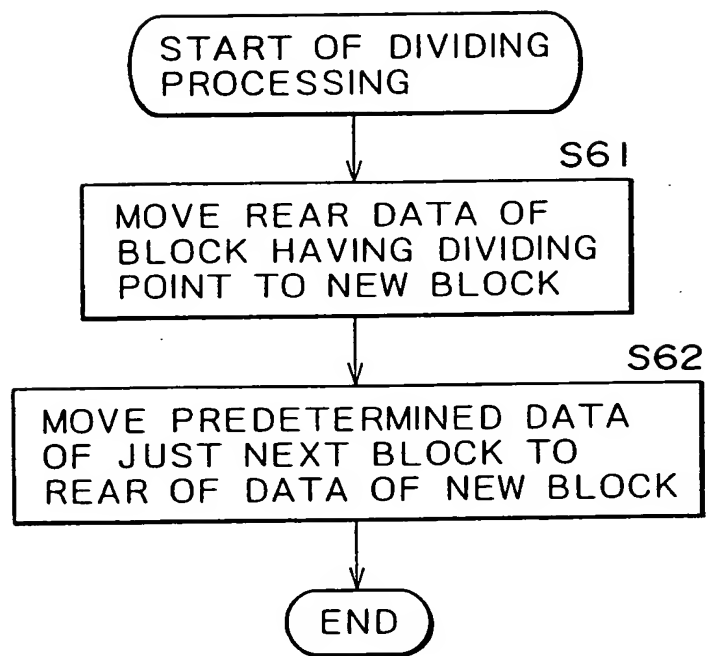 START OF DIVIDING
PROCESSING
S61
MOVE REAR DATA OF
BLOCK HAVING DIVIDING
POINT TO NEW BLOCK
S62
MOVE PREDETERMINED DATA
OF JUST NEXT BLOCK TO
REAR OF DATA OF NEW BLOCK
END